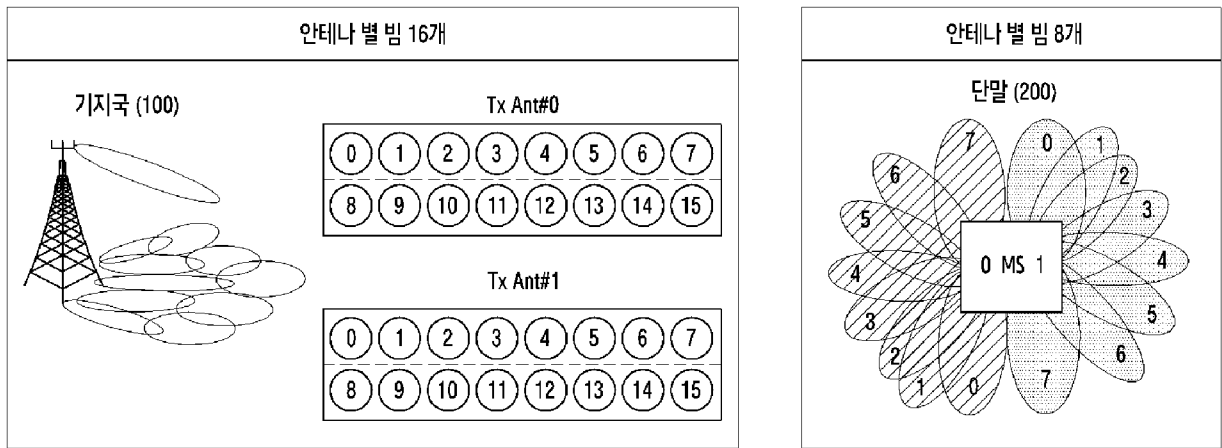 안테나 별 빔 16개
기지국 (100)
Tx Ant#0
0 1 2 3 4 5 6 7
8 9 10 11 12 13 14 15
Tx Ant#1
0 1 2 3 4 5 6 7
8 9 10 11 12 13 14 15
안테나 별 빔 8개
단말 (200)
7 0
6 1
2
5 3
4 0 MS 1 4
3 5
2 6
1 0 7